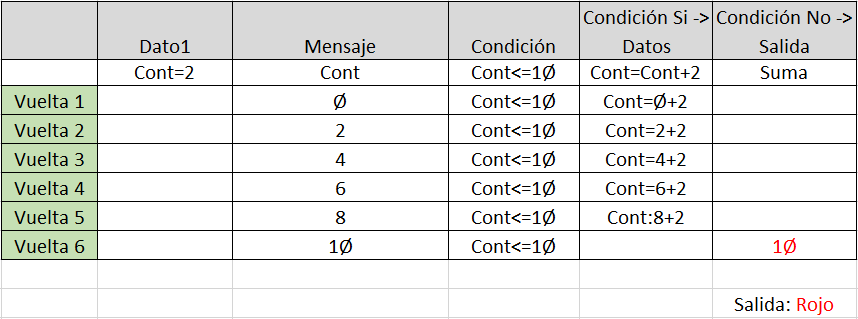 Dato1 Mensaje Condición Condición Si -> Datos Condición No -> Salida
Cont=2 Cont Cont<=1Ø Cont=Cont+2 Suma
Vuelta 1 Ø Cont<=1Ø Cont=Ø+2
Vuelta 2 2 Cont<=1Ø Cont=2+2
Vuelta 3 4 Cont<=1Ø Cont=4+2
Vuelta 4 6 Cont<=1Ø Cont=6+2
Vuelta 5 8 Cont<=1Ø Cont:8+2
Vuelta 6 1Ø Cont<=1Ø 1Ø
Salida: Rojo